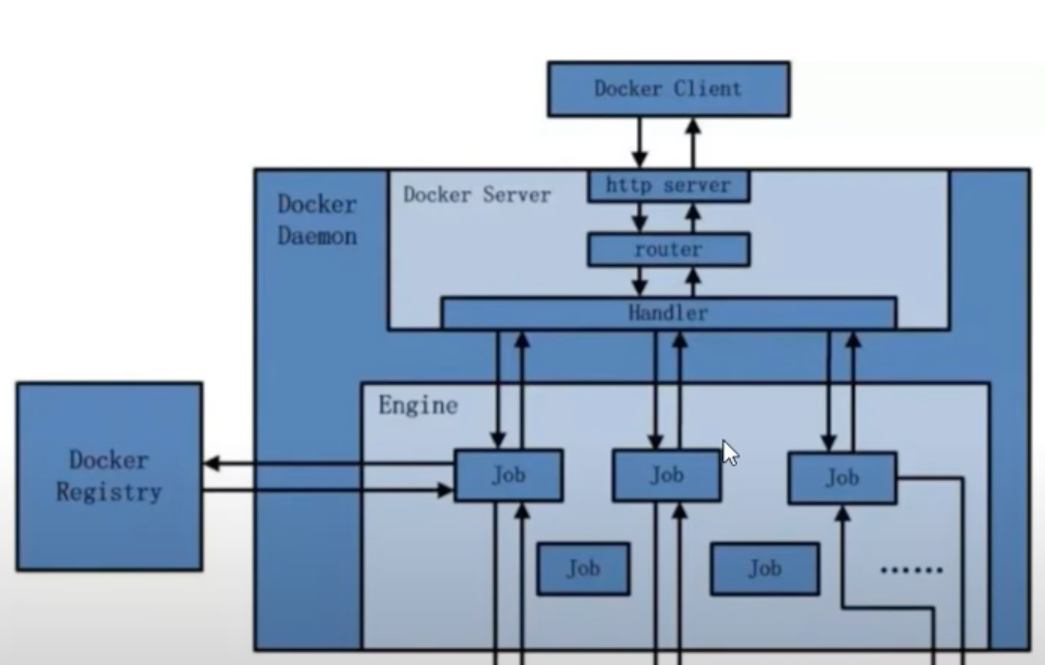 Docker Client
Docker Server
http server
Docker
Daemon
router
Handler
Engine
Docker
Registry
Job
Job
Job
Job
Job
......